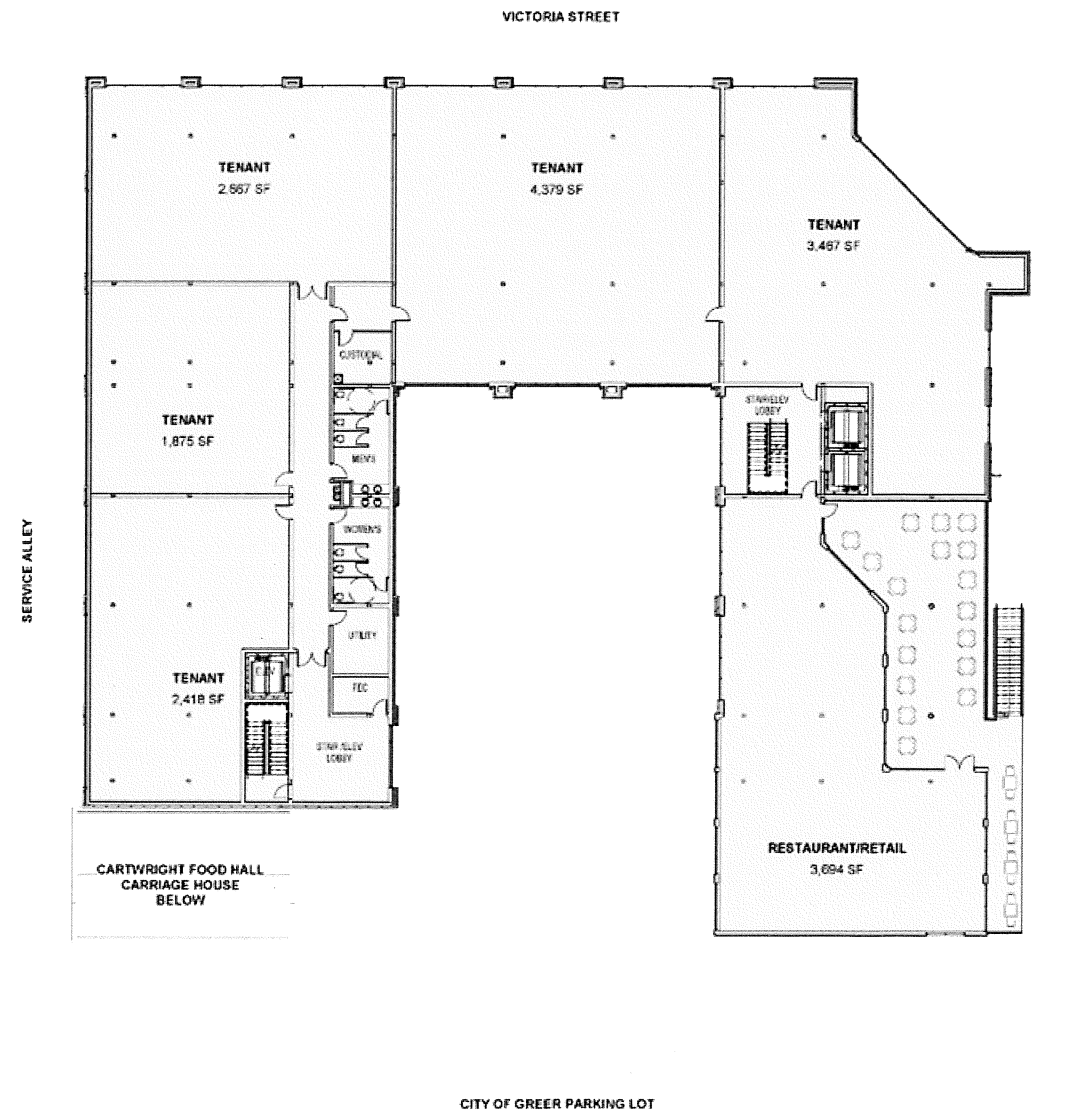 VICTORIA STREET
TENANT
2,667 SF
TENANT
4,379 SF
TENANT
3,467 SF
CUSTODIAL
STAIR/ELEV
LOBBY
TENANT
1,875 SF
MEN'S
WOMEN'S
SERVICE ALLEY
UTILITY
ELEV
TENANT
2,418 SF
STAIR/ELEV
LOBBY
RESTAURANT/RETAIL
3,694 SF
CARTWRIGHT FOOD HALL
CARRIAGE HOUSE
BELOW
CITY OF GREER PARKING LOT